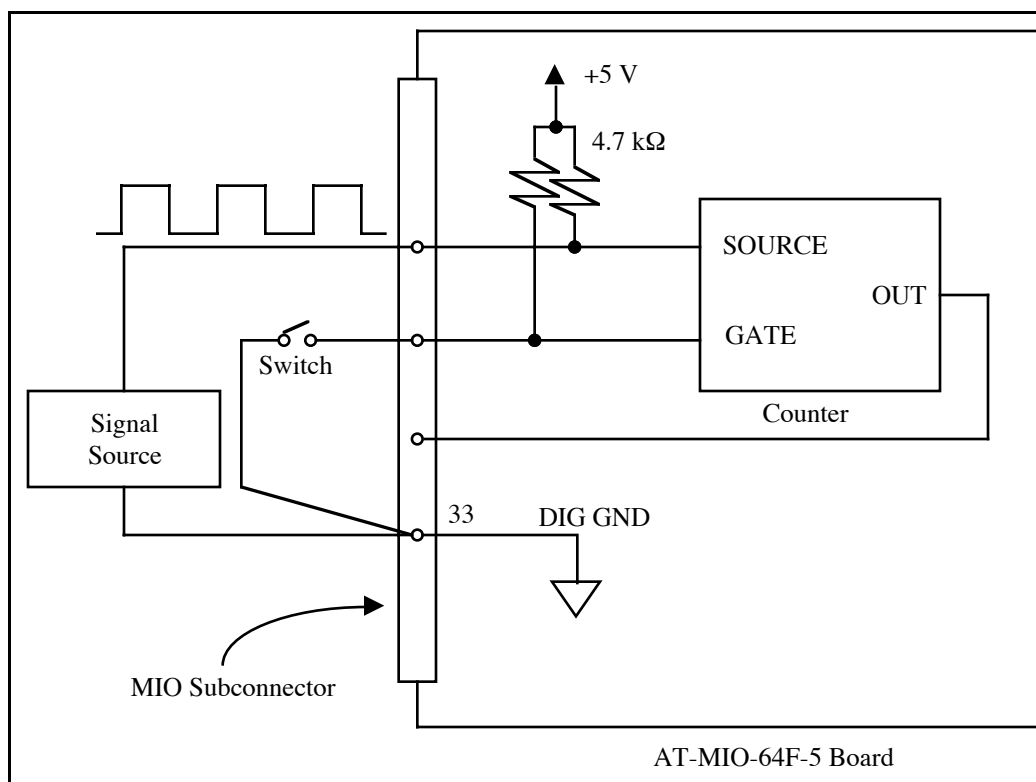 +5 V
4.7 kΩ
SOURCE
OUT
GATE
Switch
Counter
Signal
Source
33
DIG GND
MIO Subconnector
AT-MIO-64F-5 Board